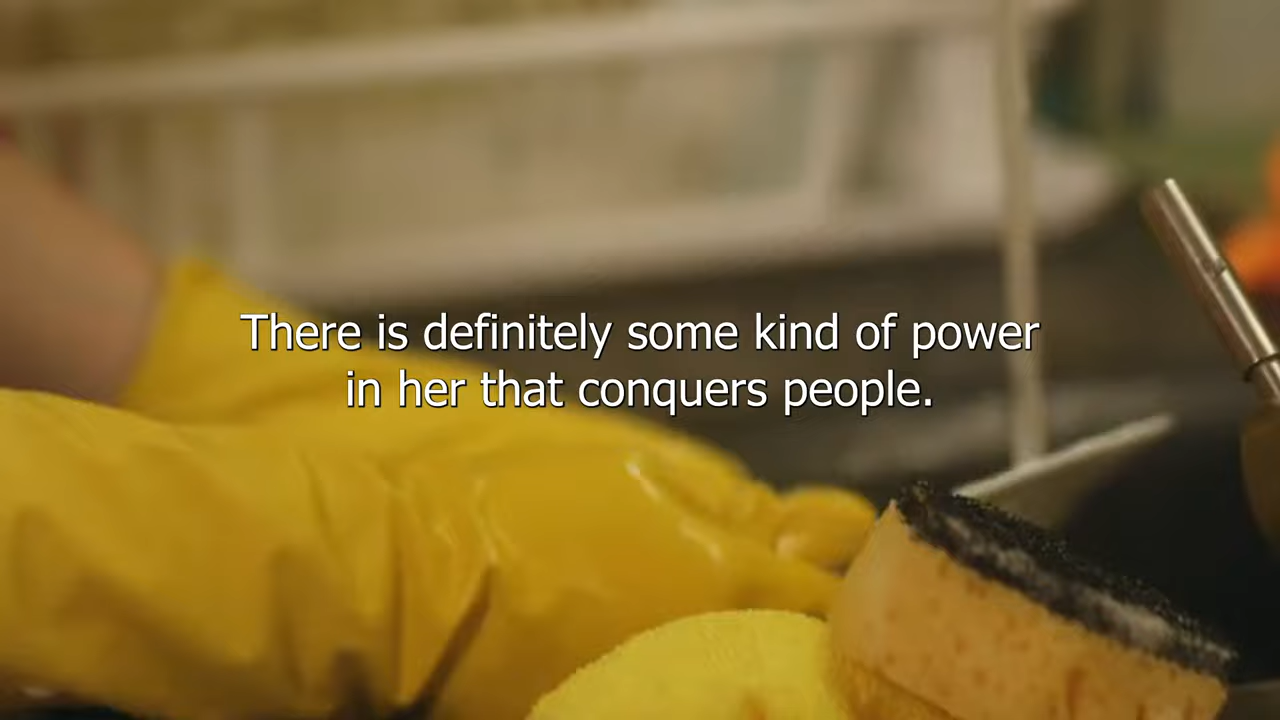 There is definitely some kind of power
in her that conquers people.